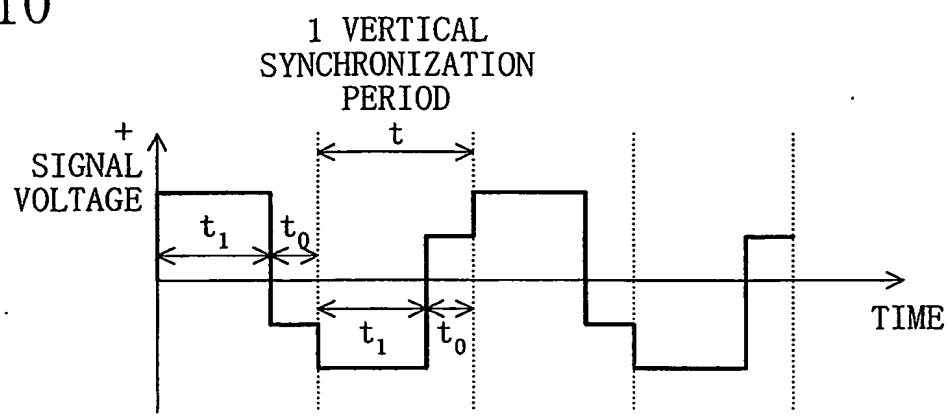 10
1 VERTICAL
SYNCHRONIZATION
PERIOD
t
+
SIGNAL
VOLTAGE
t₁ t₀
t₁ t₀
TIME